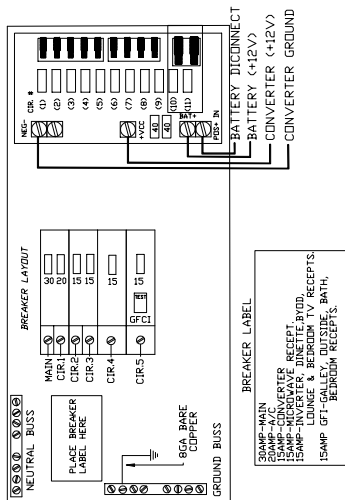 NEG-
CIR. #
(1)
(2)
(3)
(4)
(5)
(6)
(7)
(8)
(9)
(10)
(11)
+VCC
40
40
BAT+
POS+ IN
BATTERY DICONNECT
BATTERY (+12V)
CONVERTER (+12V)
CONVERTER GROUND
BREAKER LAYOUT
30
20
15
15
15
15
TEST
GFCI
MAIN
CIR.1
CIR.2
CIR.3
CIR.4
CIR.5
NEUTRAL BUSS
PLACE BREAKER
LABEL HERE
8GA BARE
COPPER
GROUND BUSS
BREAKER LABEL
30AMP-MAIN
20AMP-A/C
15AMP-CONVERTER
15AMP-MICROWAVE RECEPT.
15AMP-INVERTER, DINETTE,BYOD,
LOUNGE & BEDROOM TV RECEPTS.
15AMP GFI-GALLEY, OUTSIDE, BATH,
BEDROOM RECEPTS.